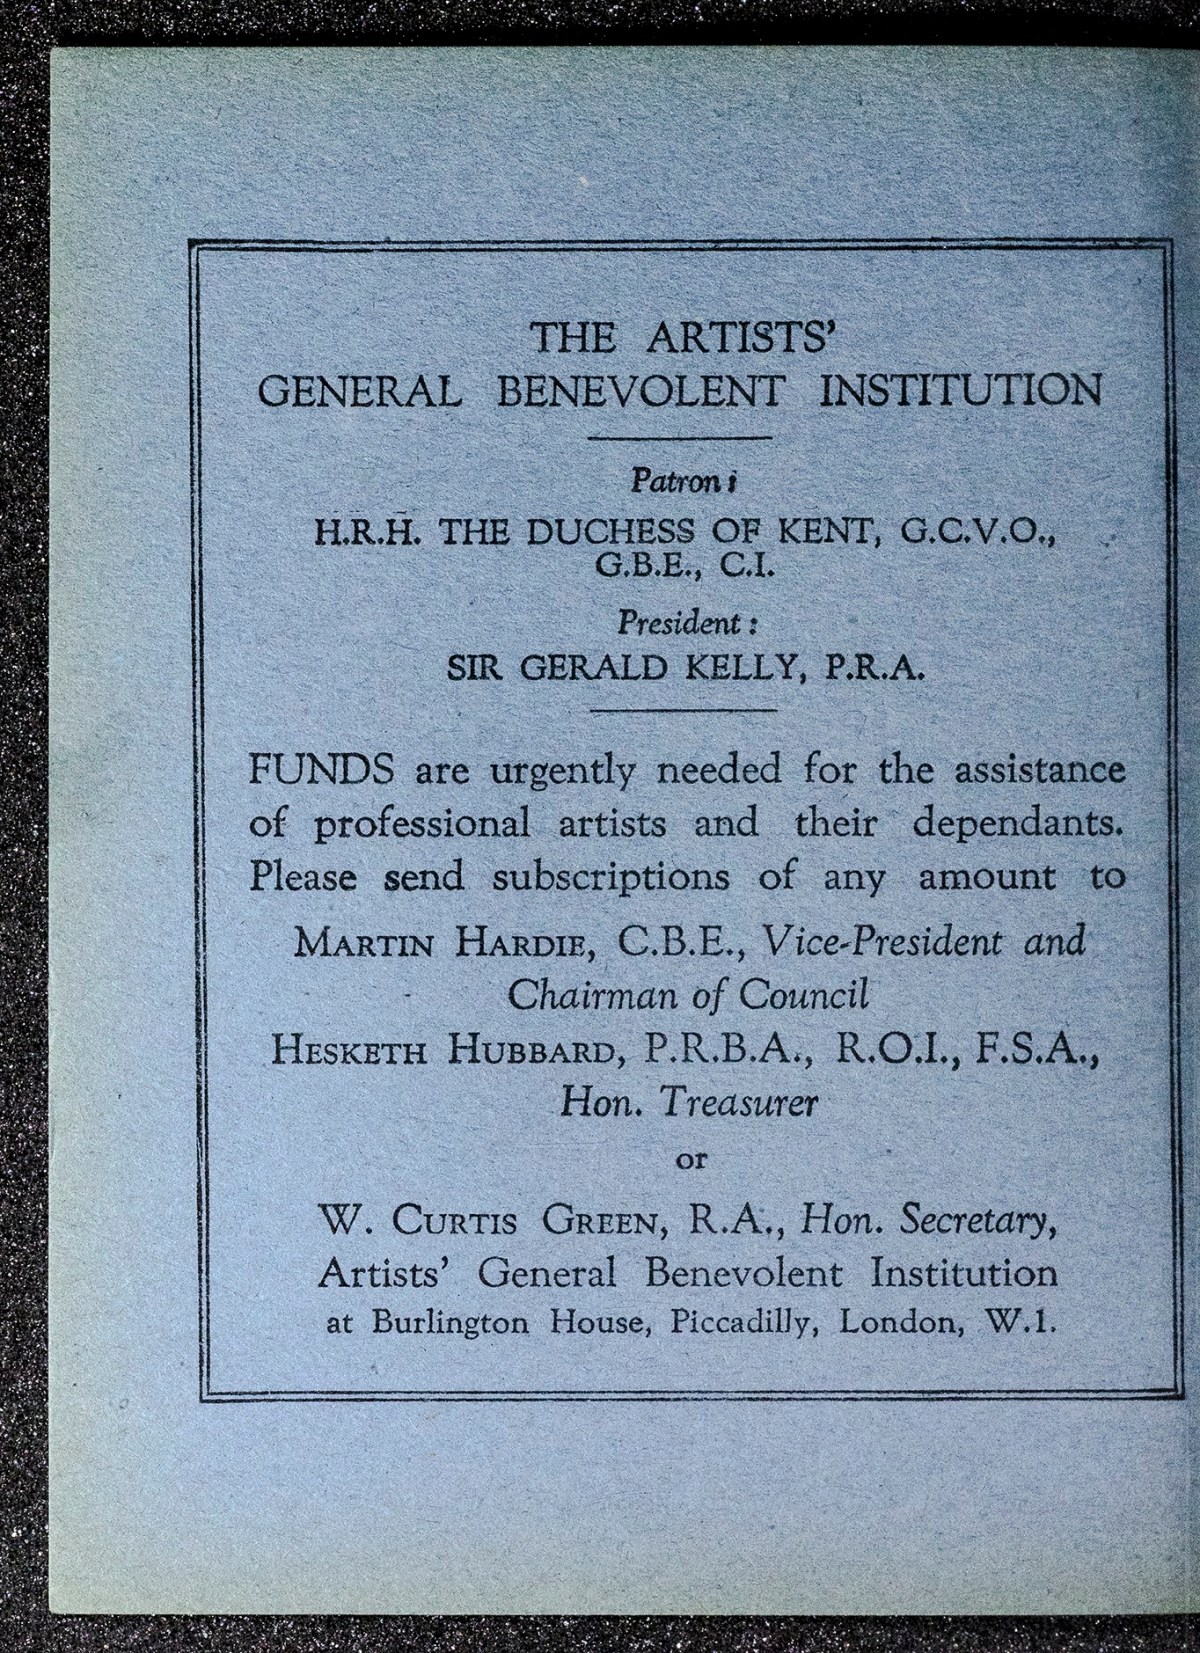 THE ARTISTS'
GENERAL BENEVOLENT INSTITUTION
Patron :
H.R.H. THE DUCHESS OF KENT, G.C.V.O.,
G.B.E., C.I.
President :
SIR GERALD KELLY, P.R.A.
FUNDS are urgently needed for the assistance
of professional artists and their dependants.
Please send subscriptions of any amount to
MARTIN HARDIE, C.B.E., Vice-President and
Chairman of Council
HESKETH HUBBARD, P.R.B.A., R.O.I., F.S.A.,
Hon. Treasurer
or
W. CURTIS GREEN, R.A., Hon. Secretary,
Artists' General Benevolent Institution
at Burlington House, Piccadilly, London, W.1.